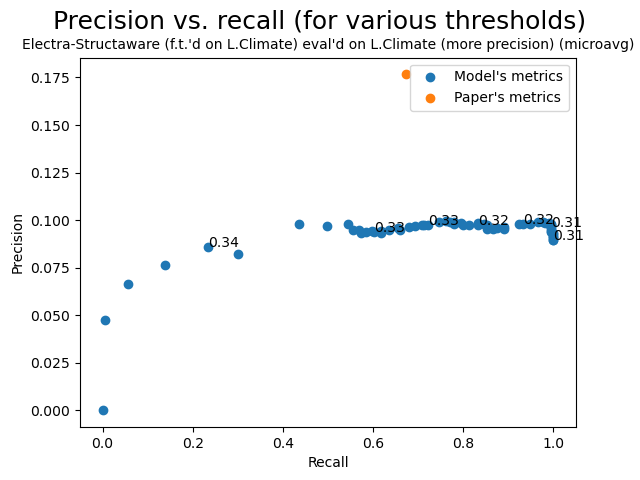 Precision vs. recall (for various thresholds)
Electra-Structaware (f.t.'d on L.Climate) eval'd on L.Climate (more precision) (microavg)
Model's metrics
Paper's metrics
0.175
0.150
0.125
0.100
0.075
0.050
0.025
0.000
Precision
0.34
0.33
0.33
0.32
0.32
0.31
0.31
0.0 0.2 0.4 0.6 0.8 1.0
Recall